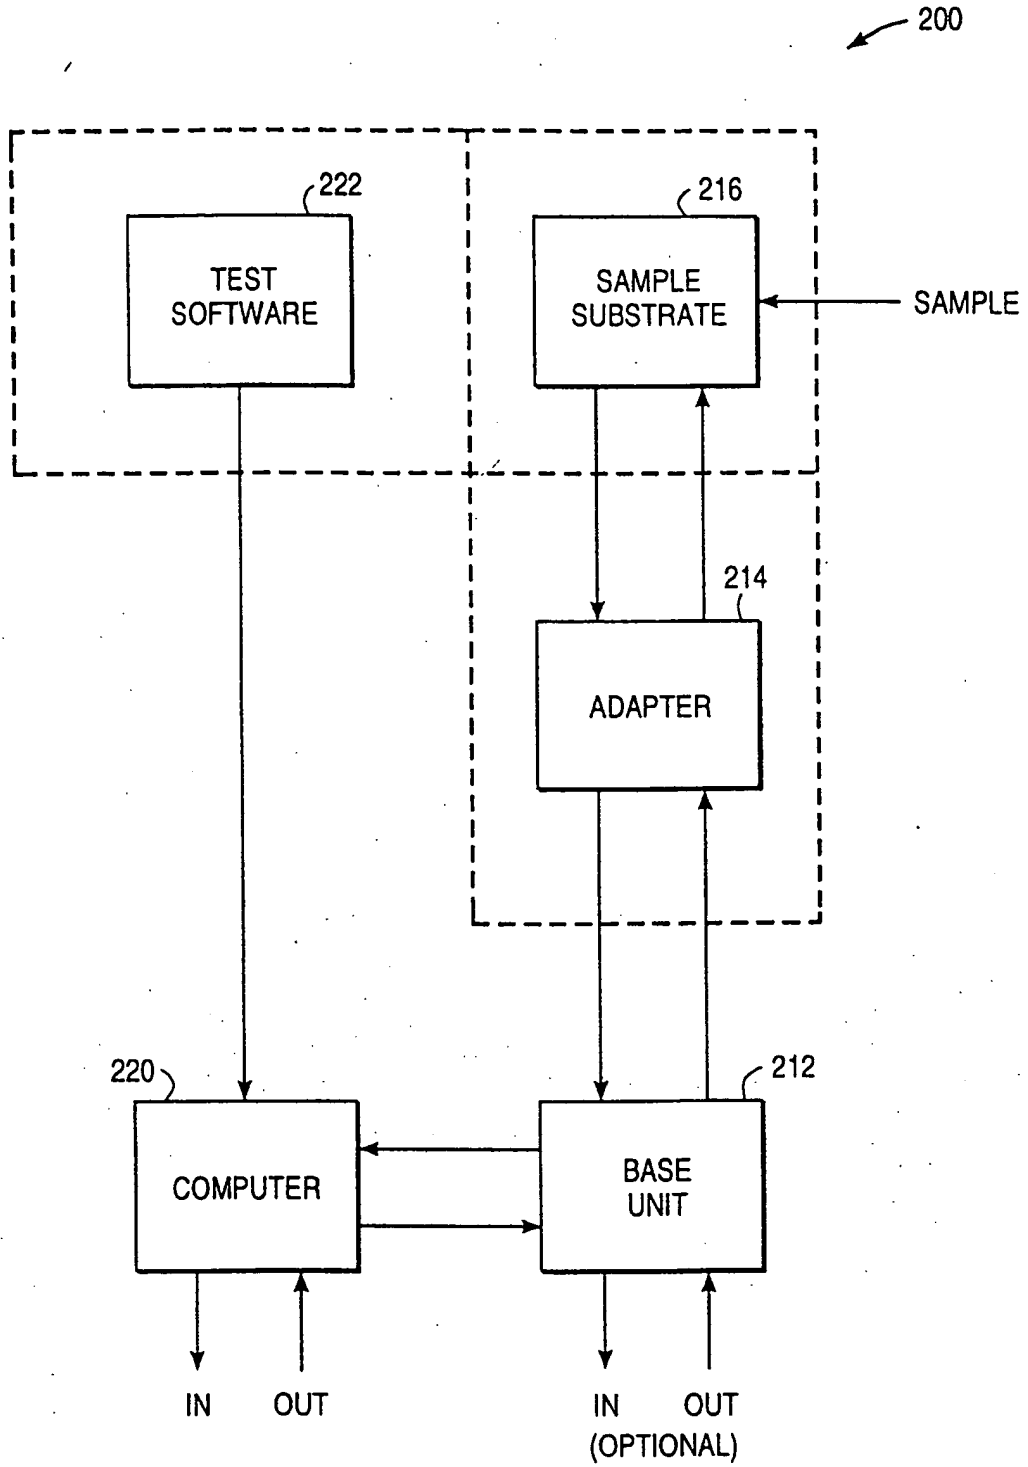 200
222
216
TEST
SOFTWARE
SAMPLE
SUBSTRATE
SAMPLE
214
ADAPTER
220
212
COMPUTER
BASE
UNIT
IN
OUT
IN
OUT
(OPTIONAL)